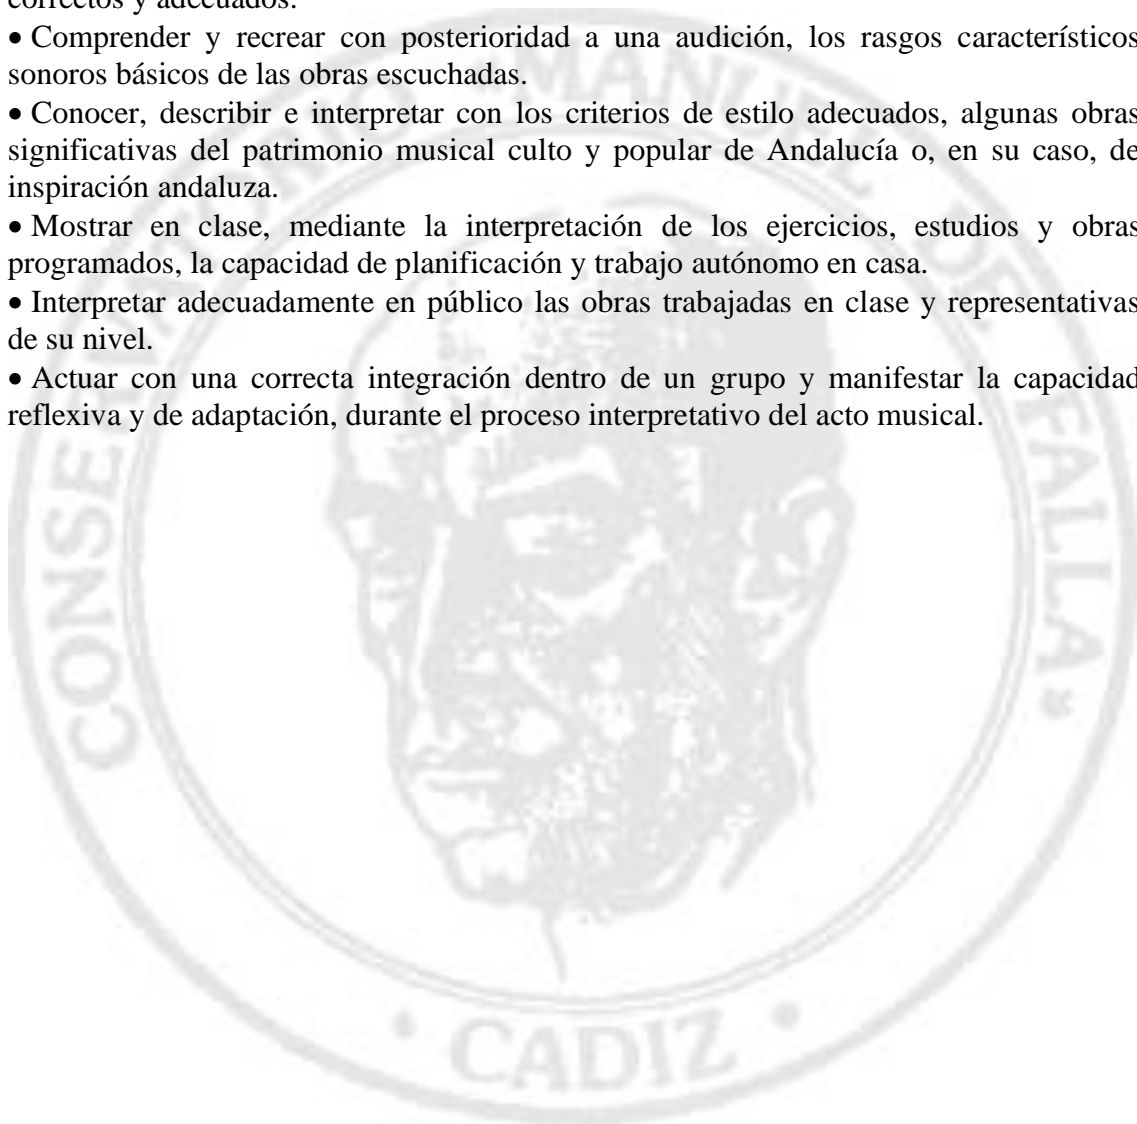 correctos y adecuados.
• Comprender y recrear con posterioridad a una audición, los rasgos característicos
sonoros básicos de las obras escuchadas.
• Conocer, describir e interpretar con los criterios de estilo adecuados, algunas obras
significativas del patrimonio musical culto y popular de Andalucía o, en su caso, de
inspiración andaluza.
• Mostrar en clase, mediante la interpretación de los ejercicios, estudios y obras
programados, la capacidad de planificación y trabajo autónomo en casa.
• Interpretar adecuadamente en público las obras trabajadas en clase y representativas
de su nivel.
• Actuar con una correcta integración dentro de un grupo y manifestar la capacidad
reflexiva y de adaptación, durante el proceso interpretativo del acto musical.
MANUEL DE FALLA
• CADIZ •